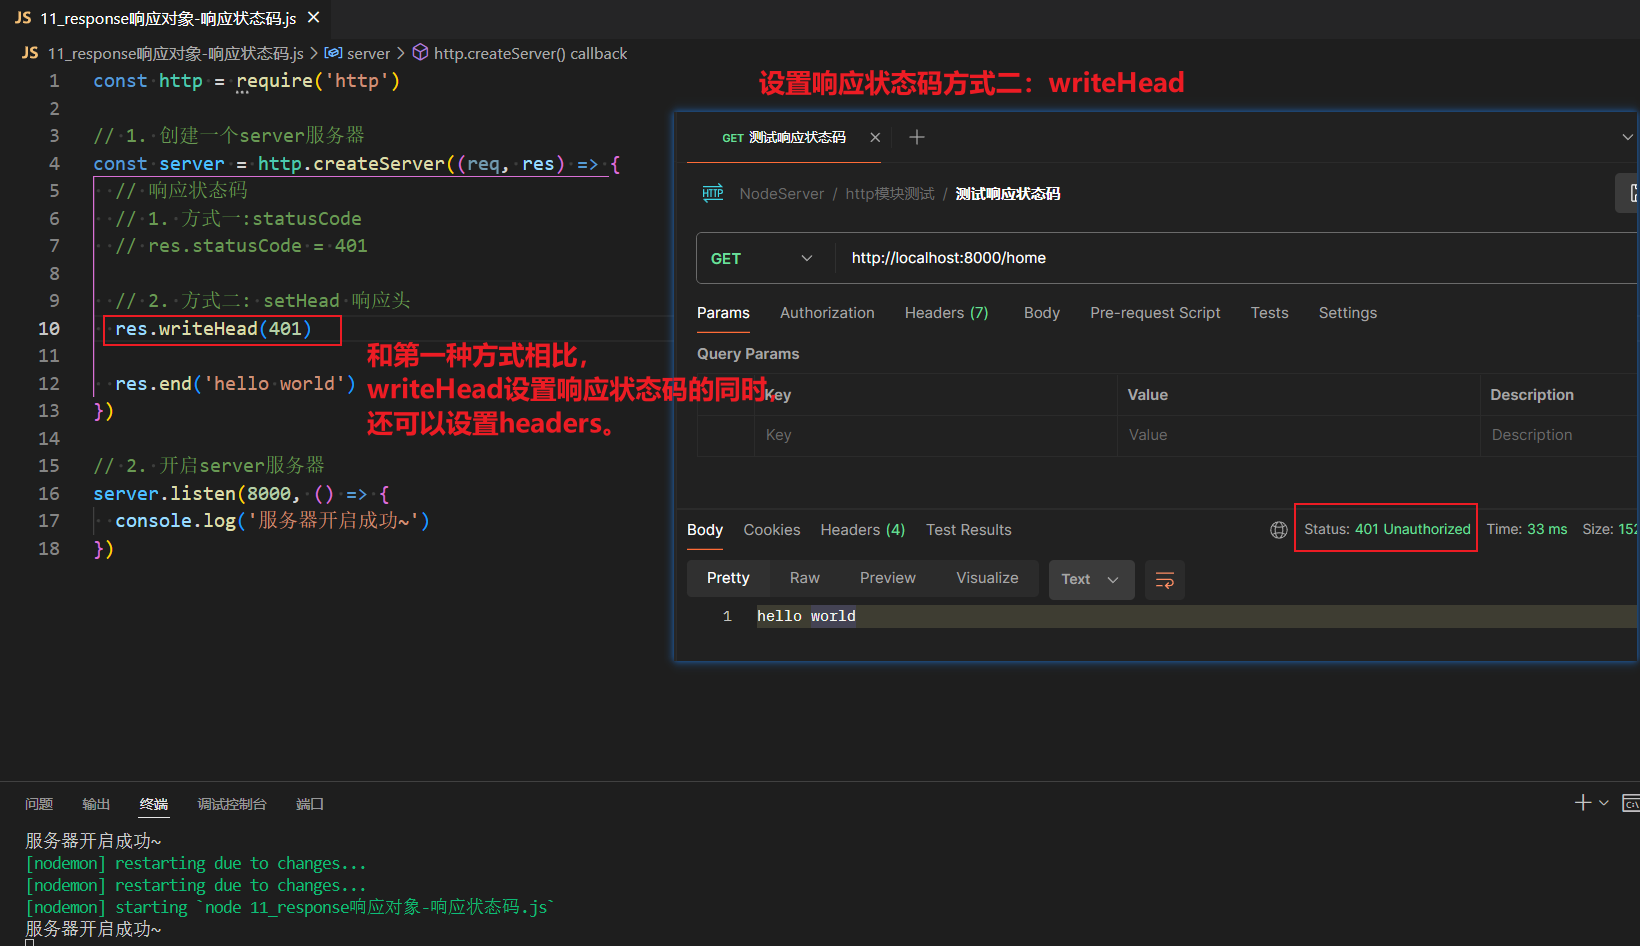 JS 11_response响应对象-响应状态码.js ×
JS 11_response响应对象-响应状态码.js > server > http.createServer() callback
1 const http = require('http')
2
3 // 1. 创建一个server服务器
4 const server = http.createServer((req, res) => {
5 // 响应状态码
6 // 1. 方式一:statusCode
7 // res.statusCode = 401
8
9 // 2. 方式二: setHead 响应头
10 res.writeHead(401)
11
12 res.end('hello world')
13 })
14
15 // 2. 开启server服务器
16 server.listen(8000, () => {
17 console.log('服务器开启成功~')
18 })
和第一种方式相比，
writeHead设置响应状态码的同时，
还可以设置headers。
设置响应状态码方式二：writeHead
GET 测试响应状态码 × +
HTTP NodeServer / http模块测试 / 测试响应状态码
GET http://localhost:8000/home
Params Authorization Headers (7) Body Pre-request Script Tests Settings
Query Params
Key Value Description
Key Value Description
Body Cookies Headers (4) Test Results Status: 401 Unauthorized Time: 33 ms Size: 152
Pretty Raw Preview Visualize Text
1 hello world
问题 输出 终端 调试控制台 端口
服务器开启成功~
[nodemon] restarting due to changes...
[nodemon] restarting due to changes...
[nodemon] starting `node 11_response响应对象-响应状态码.js`
服务器开启成功~